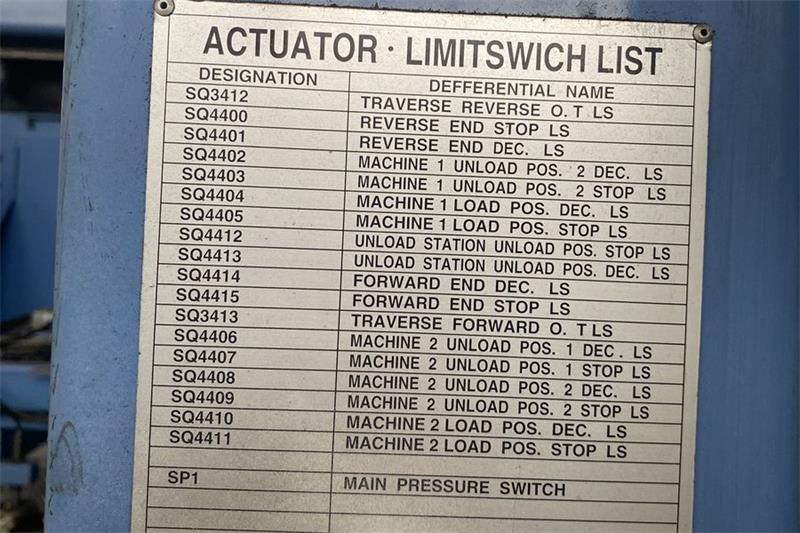 ACTUATOR · LIMITSWICH LIST
DESIGNATION DEFFERENTIAL NAME
SQ3412 TRAVERSE REVERSE O. T LS
SQ4400 REVERSE END STOP LS
SQ4401 REVERSE END DEC. LS
SQ4402 MACHINE 1 UNLOAD POS. 2 DEC. LS
SQ4403 MACHINE 1 UNLOAD POS. 2 STOP LS
SQ4404 MACHINE 1 LOAD POS. DEC. LS
SQ4405 MACHINE 1 LOAD POS. STOP LS
SQ4412 UNLOAD STATION UNLOAD POS. STOP LS
SQ4413 UNLOAD STATION UNLOAD POS. DEC. LS
SQ4414 FORWARD END DEC. LS
SQ4415 FORWARD END STOP LS
SQ3413 TRAVERSE FORWARD O. T LS
SQ4406 MACHINE 2 UNLOAD POS. 1 DEC. LS
SQ4407 MACHINE 2 UNLOAD POS. 1 STOP LS
SQ4408 MACHINE 2 UNLOAD POS. 2 DEC. LS
SQ4409 MACHINE 2 UNLOAD POS. 2 STOP LS
SQ4410 MACHINE 2 LOAD POS. DEC. LS
SQ4411 MACHINE 2 LOAD POS. STOP LS
SP1 MAIN PRESSURE SWITCH